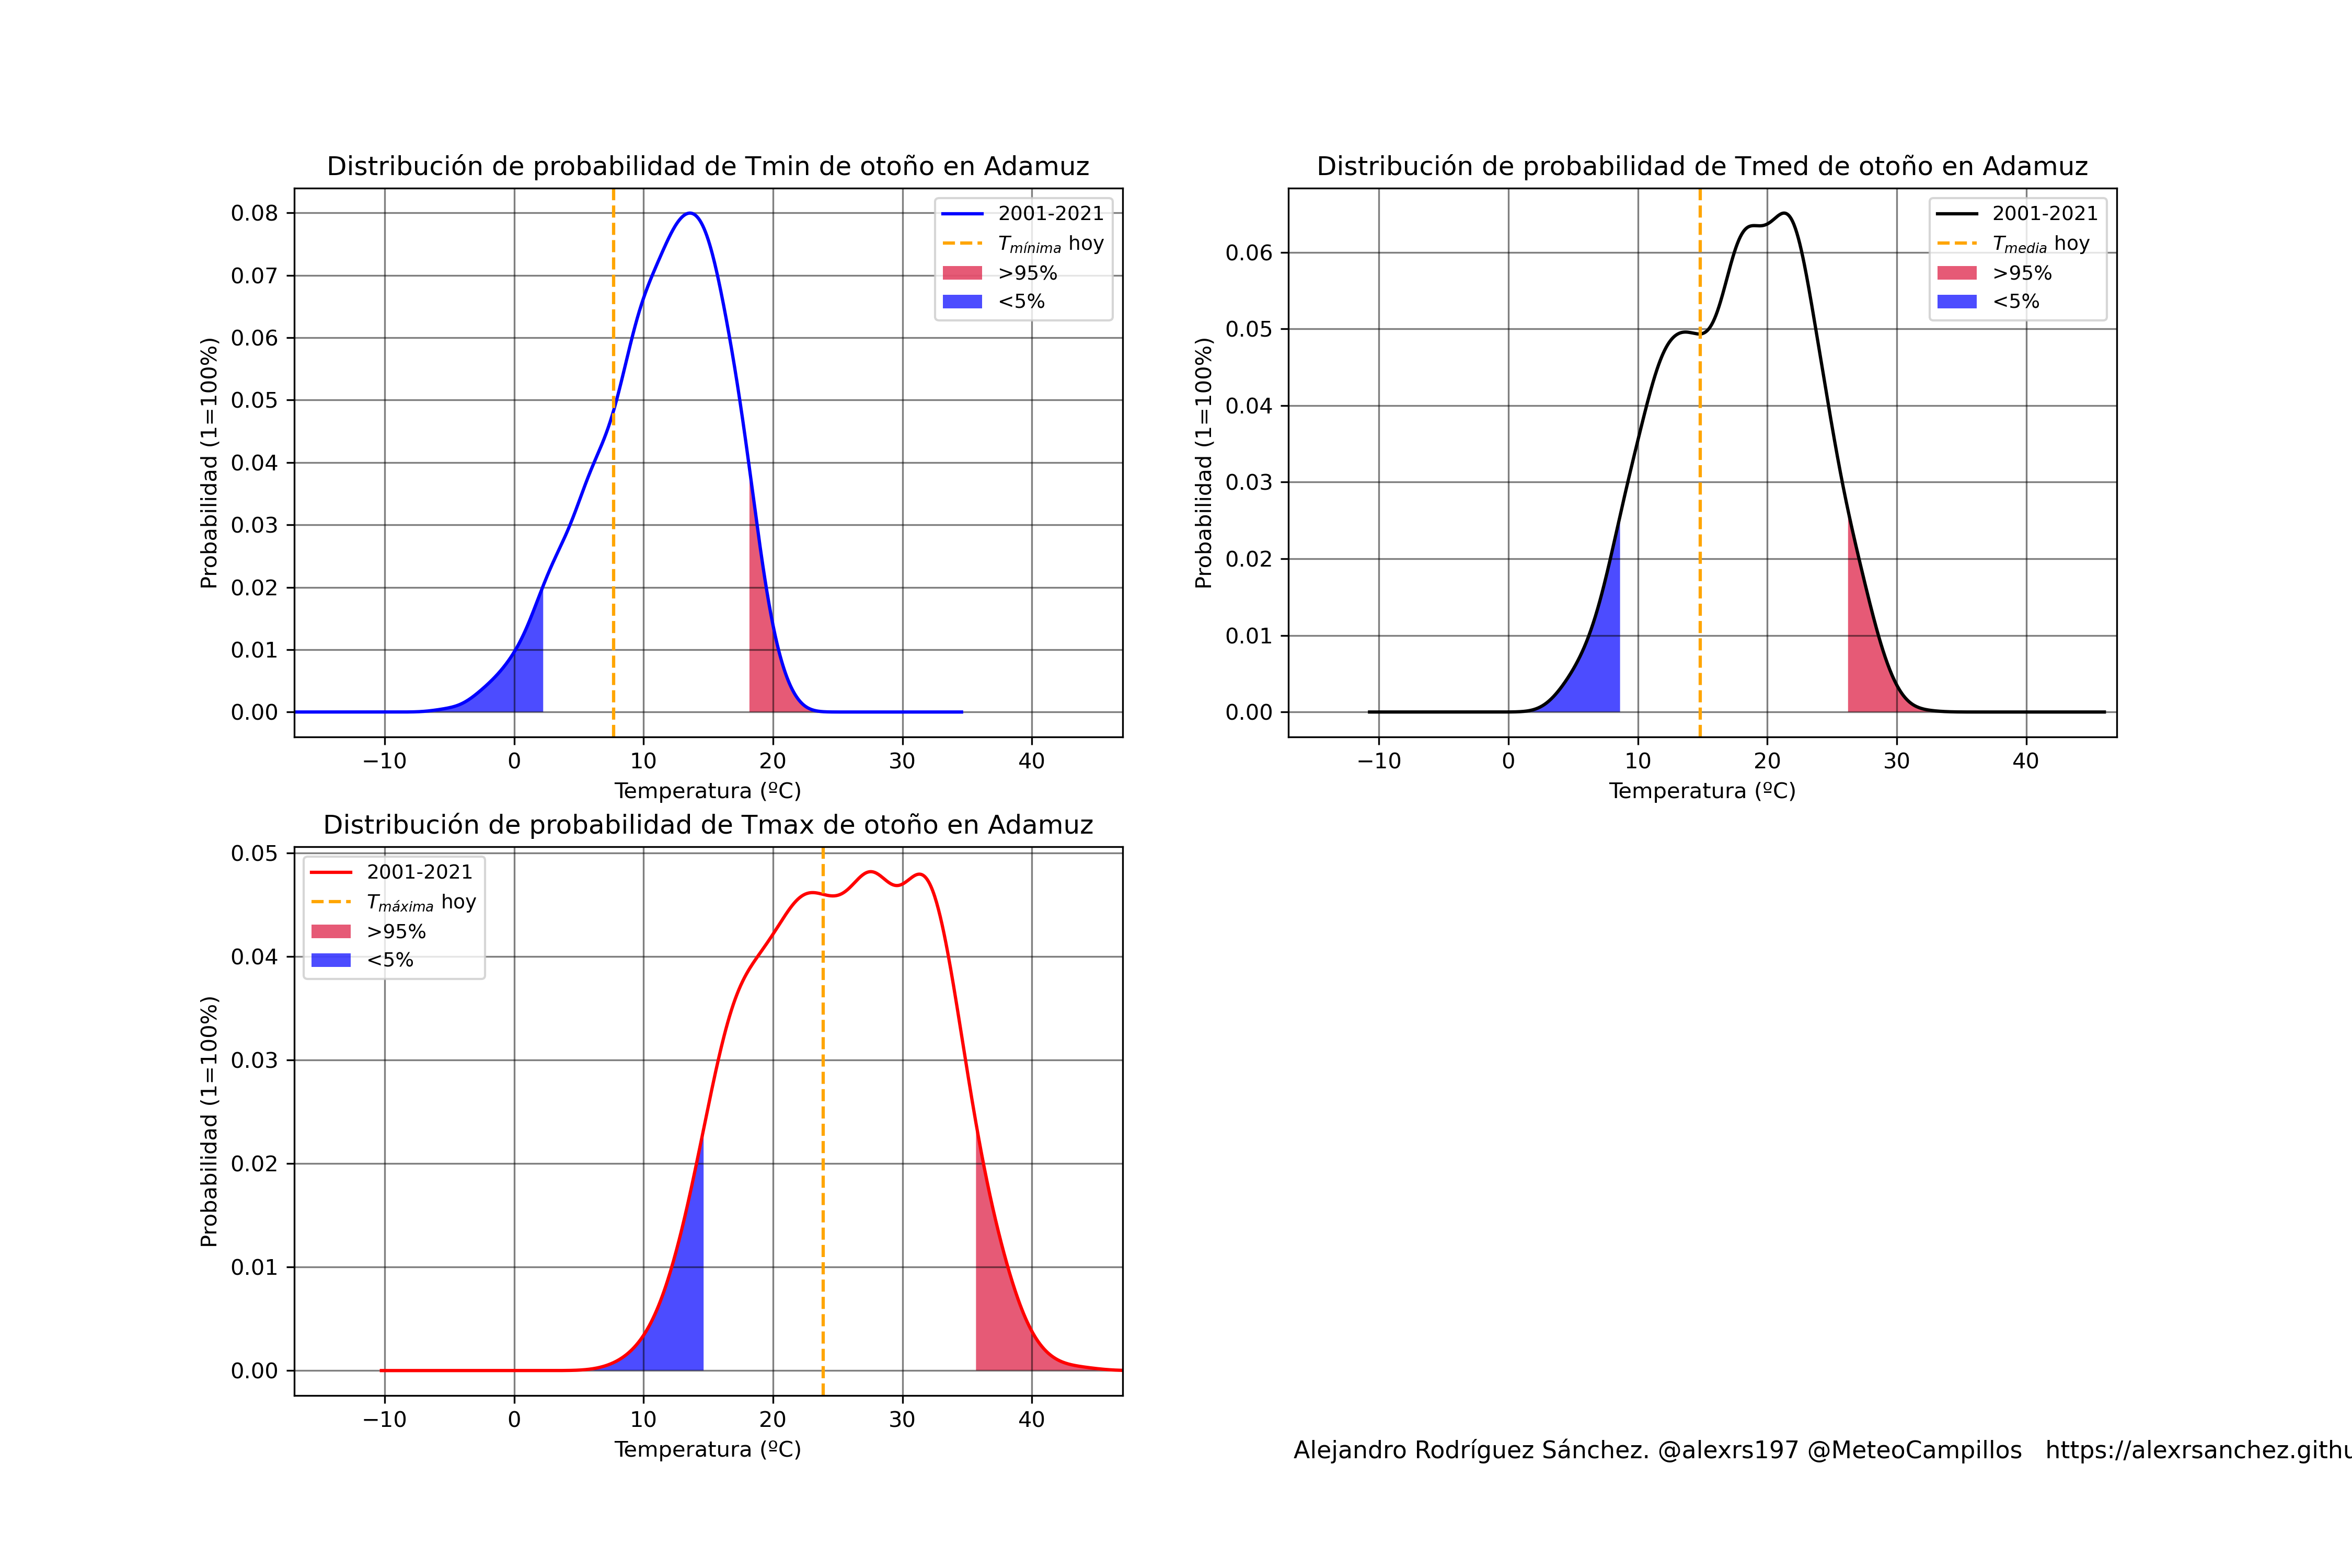 Distribución de probabilidad de Tmin de otoño en Adamuz
0.08
0.07
0.06
0.05
0.04
0.03
0.02
0.01
0.00
Probabilidad (1=100%)
2001-2021
Tmínima hoy
>95%
<5%
−10 0 10 20 30 40
Temperatura (ºC)
Distribución de probabilidad de Tmed de otoño en Adamuz
0.06
0.05
0.04
0.03
0.02
0.01
0.00
Probabilidad (1=100%)
2001-2021
Tmedia hoy
>95%
<5%
−10 0 10 20 30 40
Temperatura (ºC)
Distribución de probabilidad de Tmax de otoño en Adamuz
0.05
0.04
0.03
0.02
0.01
0.00
Probabilidad (1=100%)
2001-2021
Tmáxima hoy
>95%
<5%
−10 0 10 20 30 40
Temperatura (ºC)
Alejandro Rodríguez Sánchez. @alexrs197 @MeteoCampillos https://alexrsanchez.githu